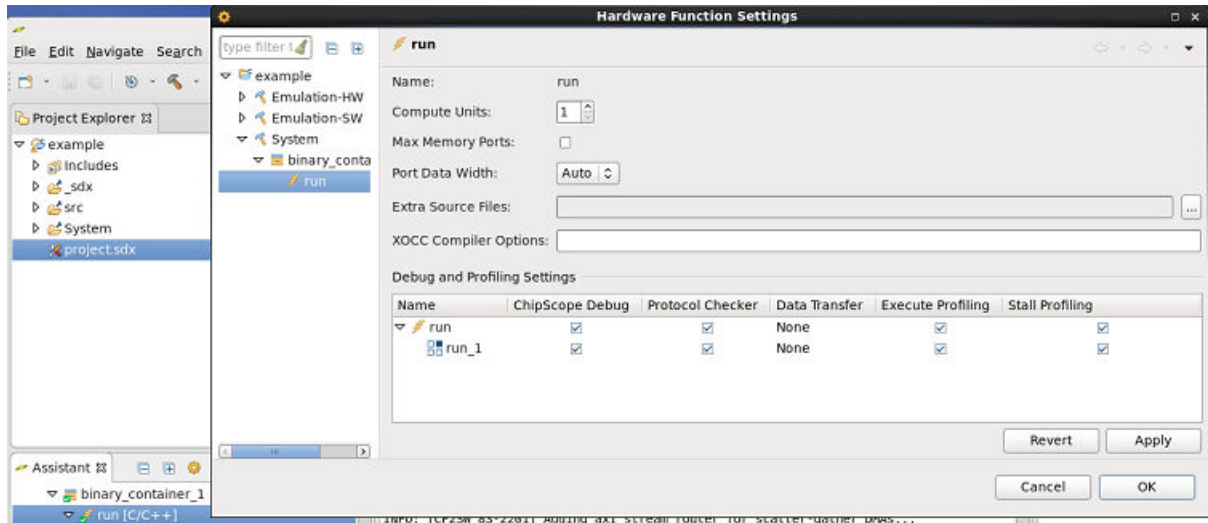 Hardware Function Settings
File Edit Navigate Search
Project Explorer
example
Includes
_sdx
src
System
project.sdx
Assistant
binary_container_1
run [C/C++]
type filter t
example
Emulation-HW
Emulation-SW
System
binary_conta
run
run
Name: run
Compute Units: 1
Max Memory Ports:
Port Data Width: Auto
Extra Source Files: ...
XOCC Compiler Options:
Debug and Profiling Settings
Name ChipScope Debug Protocol Checker Data Transfer Execute Profiling Stall Profiling
run None
run_1 None
Revert Apply
Cancel OK